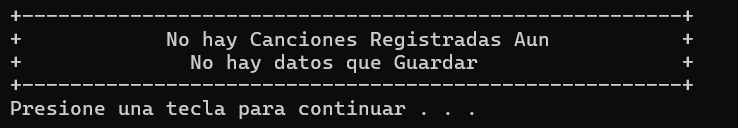 +-------------------------------------------------------+
+            No hay Canciones Registradas Aun           +
+              No hay datos que Guardar                 +
+-------------------------------------------------------+
Presione una tecla para continuar . . .